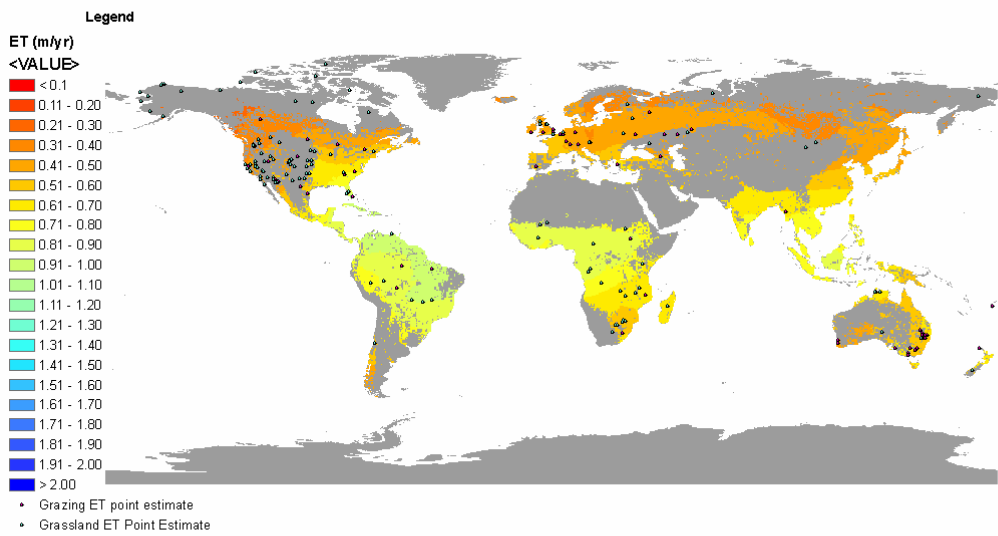 Legend
ET (m/yr)
<VALUE>
< 0.1
0.11 - 0.20
0.21 - 0.30
0.31 - 0.40
0.41 - 0.50
0.51 - 0.60
0.61 - 0.70
0.71 - 0.80
0.81 - 0.90
0.91 - 1.00
1.01 - 1.10
1.11 - 1.20
1.21 - 1.30
1.31 - 1.40
1.41 - 1.50
1.51 - 1.60
1.61 - 1.70
1.71 - 1.80
1.81 - 1.90
1.91 - 2.00
> 2.00
Grazing ET point estimate
Grassland ET Point Estimate